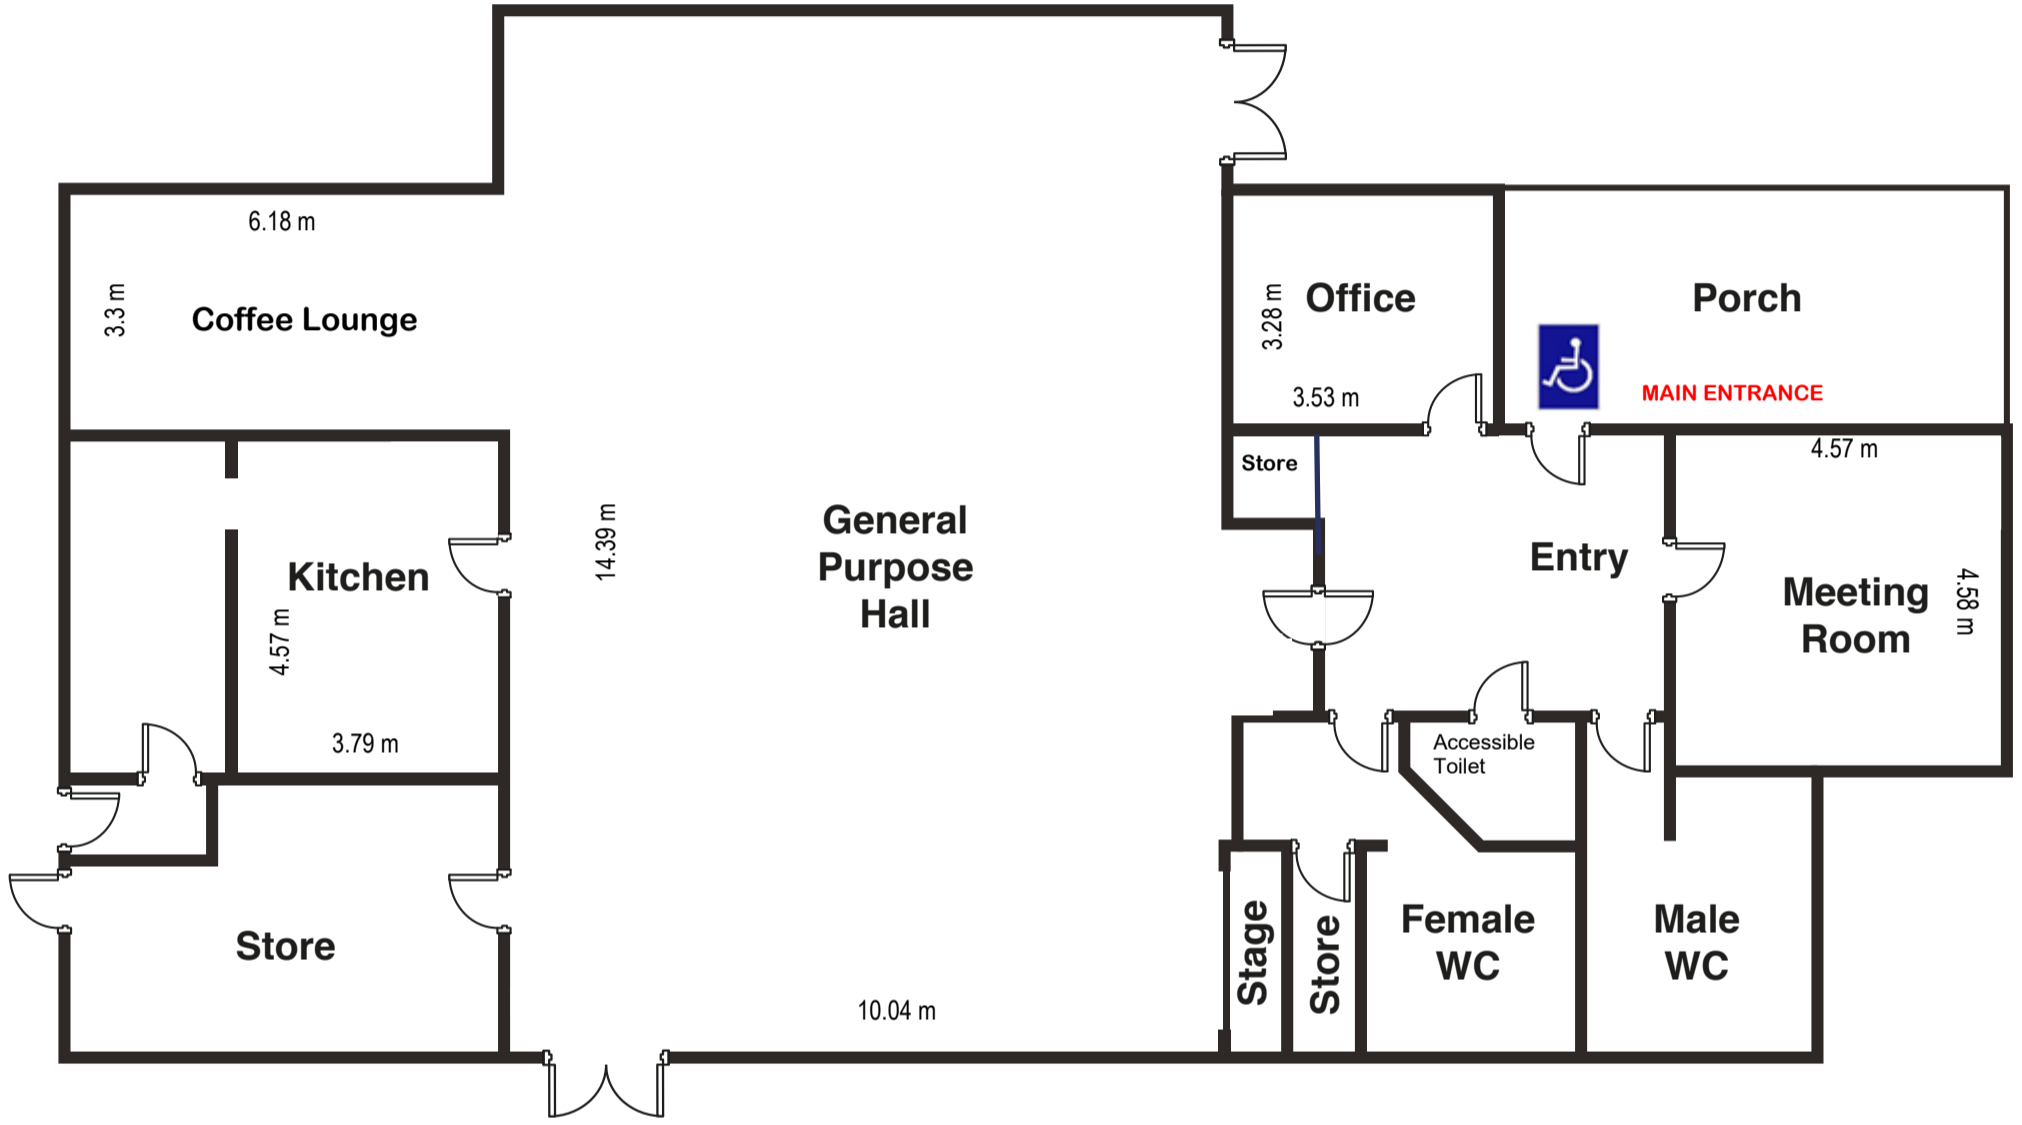 6.18 m
3.3 m
Coffee Lounge
3.28 m
Office
3.53 m
Porch
MAIN ENTRANCE
4.57 m
Store
Kitchen
4.57 m
3.79 m
14.39 m
General
Purpose
Hall
Entry
Meeting
Room
4.58 m
Accessible
Toilet
Store
10.04 m
Stage
Store
Female
WC
Male
WC